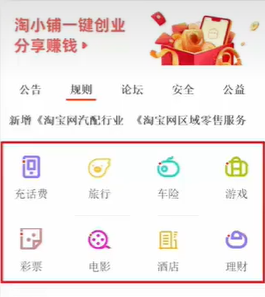 淘小铺一键创业
分享赚钱
公告 规则 论坛 安全 公益
新增《淘宝网汽配行业 《淘宝网区域零售服务
充话费 旅行 车险 游戏
彩票 电影 酒店 理财